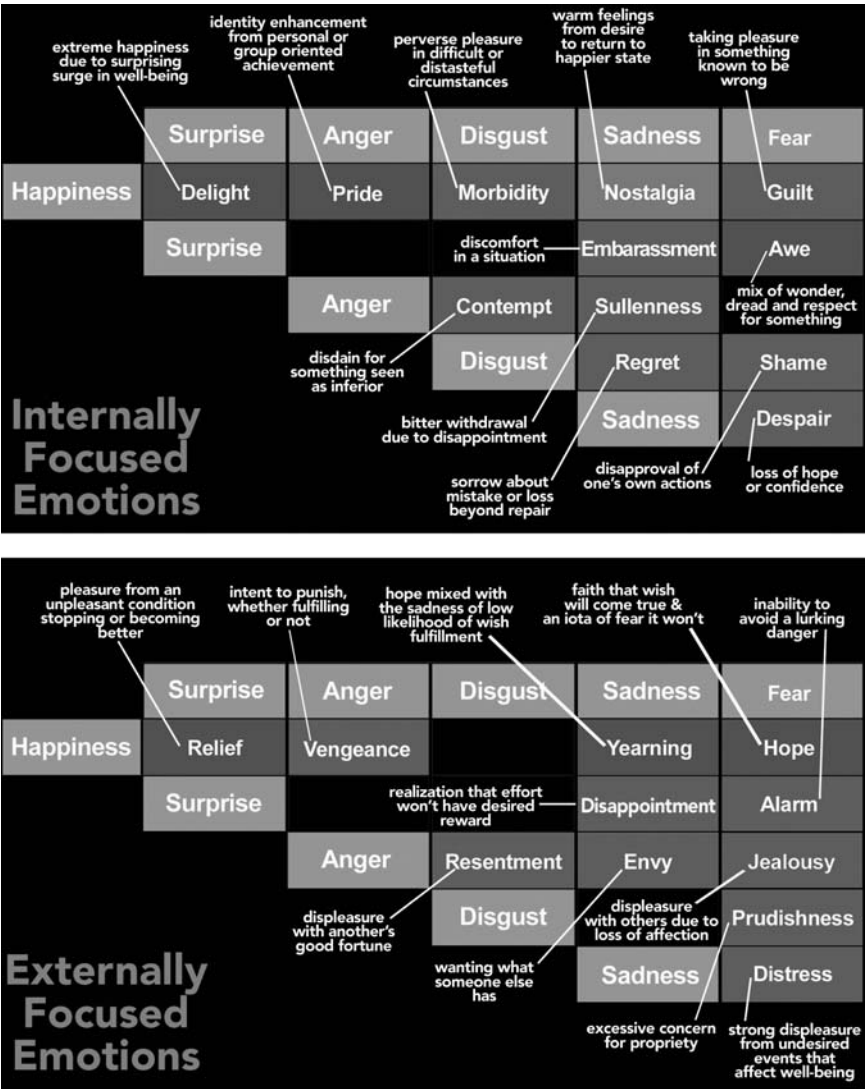 extreme happiness
due to surprising
surge in well-being
identity enhancement
from personal or
group oriented
achievement
perverse pleasure
in difficult or
distasteful
circumstances
warm feelings
from desire
to return to
happier state
taking pleasure
in something
known to be
wrong
Surprise Anger Disgust Sadness Fear
Happiness Delight Pride Morbidity Nostalgia Guilt
Surprise
discomfort
in a situation
Embarassment Awe
mix of wonder,
dread and respect
for something
Anger Contempt Sullenness
disdain for
something seen
as inferior
Disgust Regret Shame
bitter withdrawal
due to disappointment
Sadness Despair
sorrow about
mistake or loss
beyond repair
disapproval of
one's own actions
loss of hope
or confidence
Internally
Focused
Emotions
pleasure from an
unpleasant condition
stopping or becoming
better
intent to punish,
whether fulfilling
or not
hope mixed with
the sadness of low
likelihood of wish
fulfillment
faith that wish
will come true &
an iota of fear it won't
inability to
avoid a lurking
danger
Surprise Anger Disgust Sadness Fear
Happiness Relief Vengeance Yearning Hope
Surprise
realization that effort
won't have desired
reward
Disappointment Alarm
Anger Resentment Envy Jealousy
displeasure
with another's
good fortune
Disgust
displeasure
with others due to
loss of affection
Prudishness
wanting what
someone else
has
Sadness Distress
excessive concern
for propriety
strong displeasure
from undesired
events that
affect well-being
Externally
Focused
Emotions